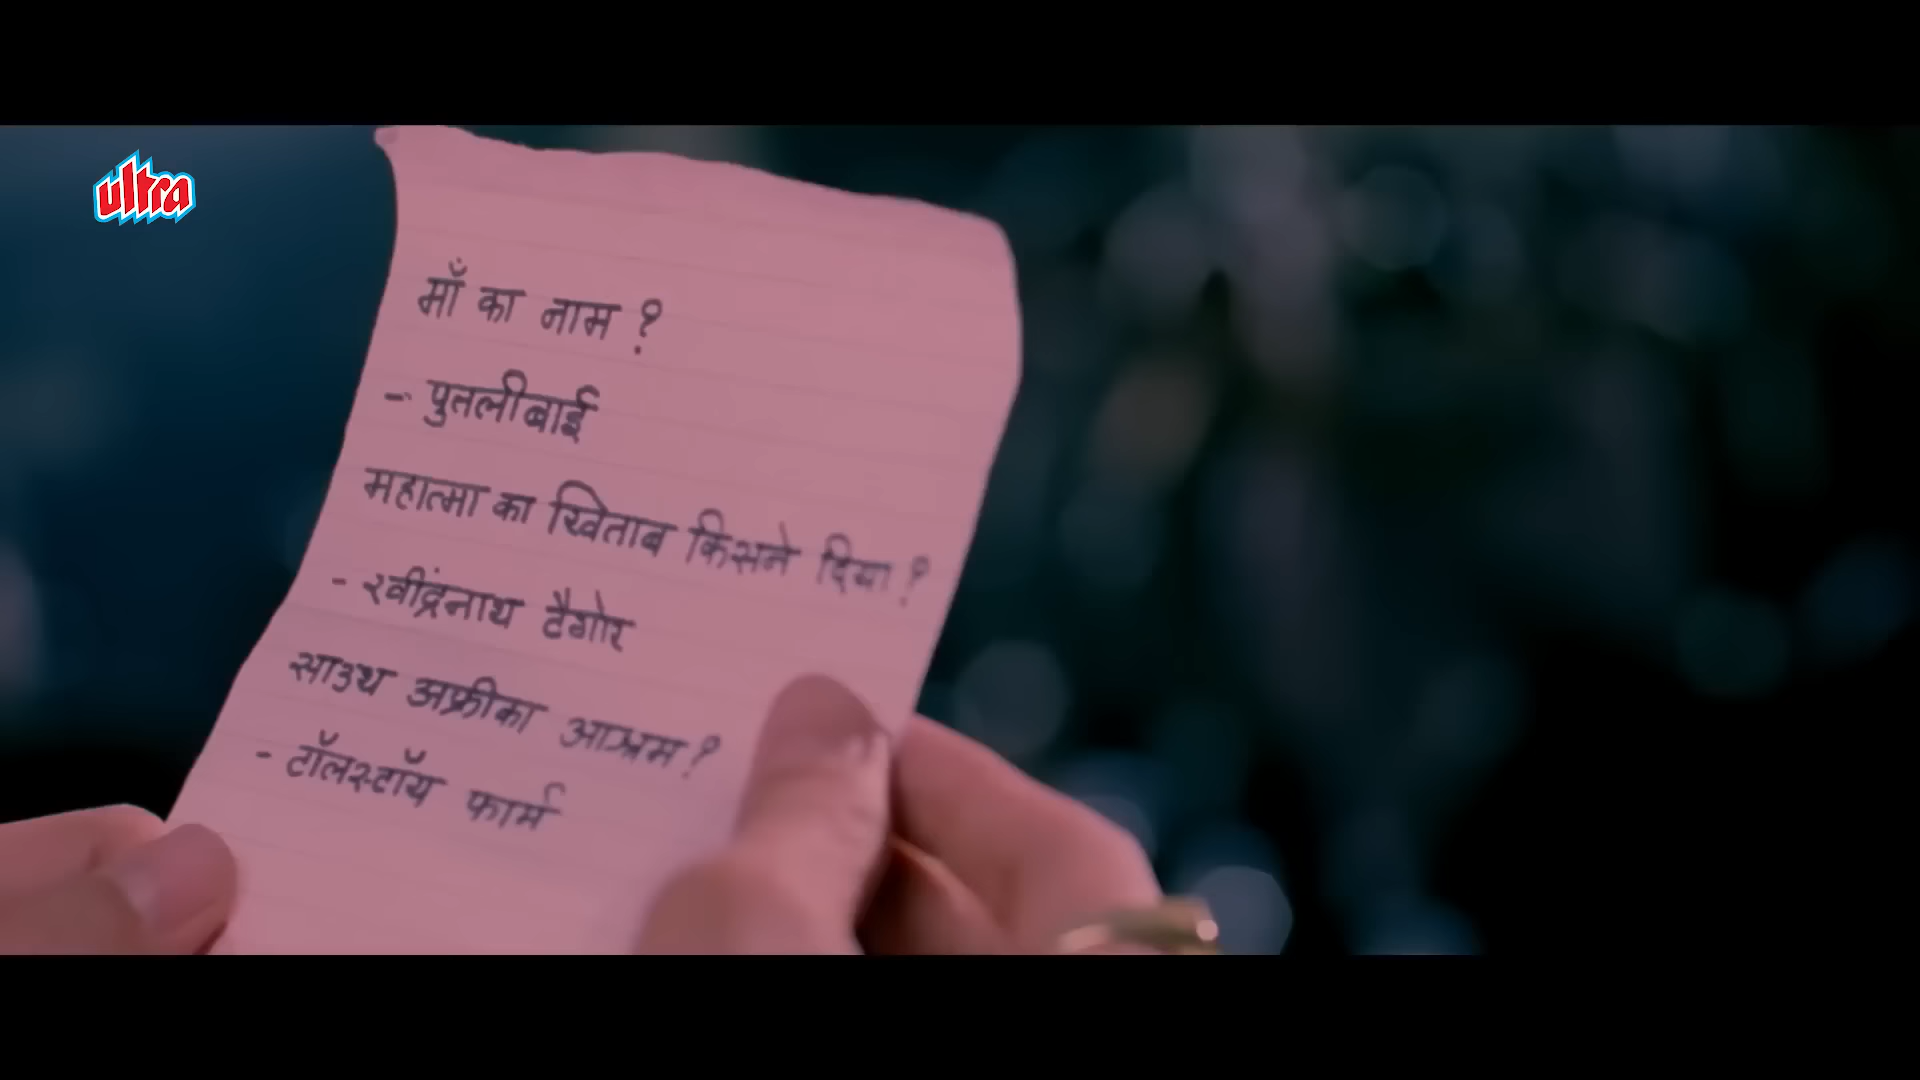 ultra
माँ का नाम ?
- पुतलीबाई
महात्मा का खिताब किसने दिया ?
- रवींद्रनाथ टैगोर
साउथ अफ्रीका आश्रम ?
- टॉलस्टॉय फार्म